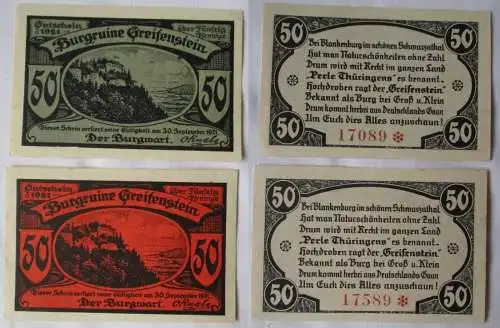 Gutschein
1921
über Fünfzig
Pfennige
Burgruine Greifenstein
50
50
Dieser Schein verliert seine Gültigkeit am 30. September 1921
Der Burgwart.
50
50
Bei Blankenburg im schönen Schwarzathal
Hat man Naturschönheiten ohne Zahl
Drum wird mit Recht im ganzen Land
„Perle Thüringens“ es benannt.
Hochdroben ragt der „Greifenstein“
Bekannt als Burg bei Groß u. Klein
Drum kommt herbei aus Deutschlands Gaun
Um Euch dies Alles anzuschaun!
50
17089 *
50
Gutschein
1921
über Fünfzig
Pfennige
Burgruine Greifenstein.
50
50
Dieser Schein verliert seine Gültigkeit am 30. September 1921
Der Burgwart.
50
50
Bei Blankenburg im schönen Schwarzathal
Hat man Naturschönheiten ohne Zahl
Drum wird mit Recht im ganzen Land
„Perle Thüringens“ es benannt.
Hochdroben ragt der „Greifenstein“
Bekannt als Burg bei Groß u. Klein
Drum kommt herbei aus Deutschlands Gaun
Um Euch dies Alles anzuschaun!
50
17589 *
50